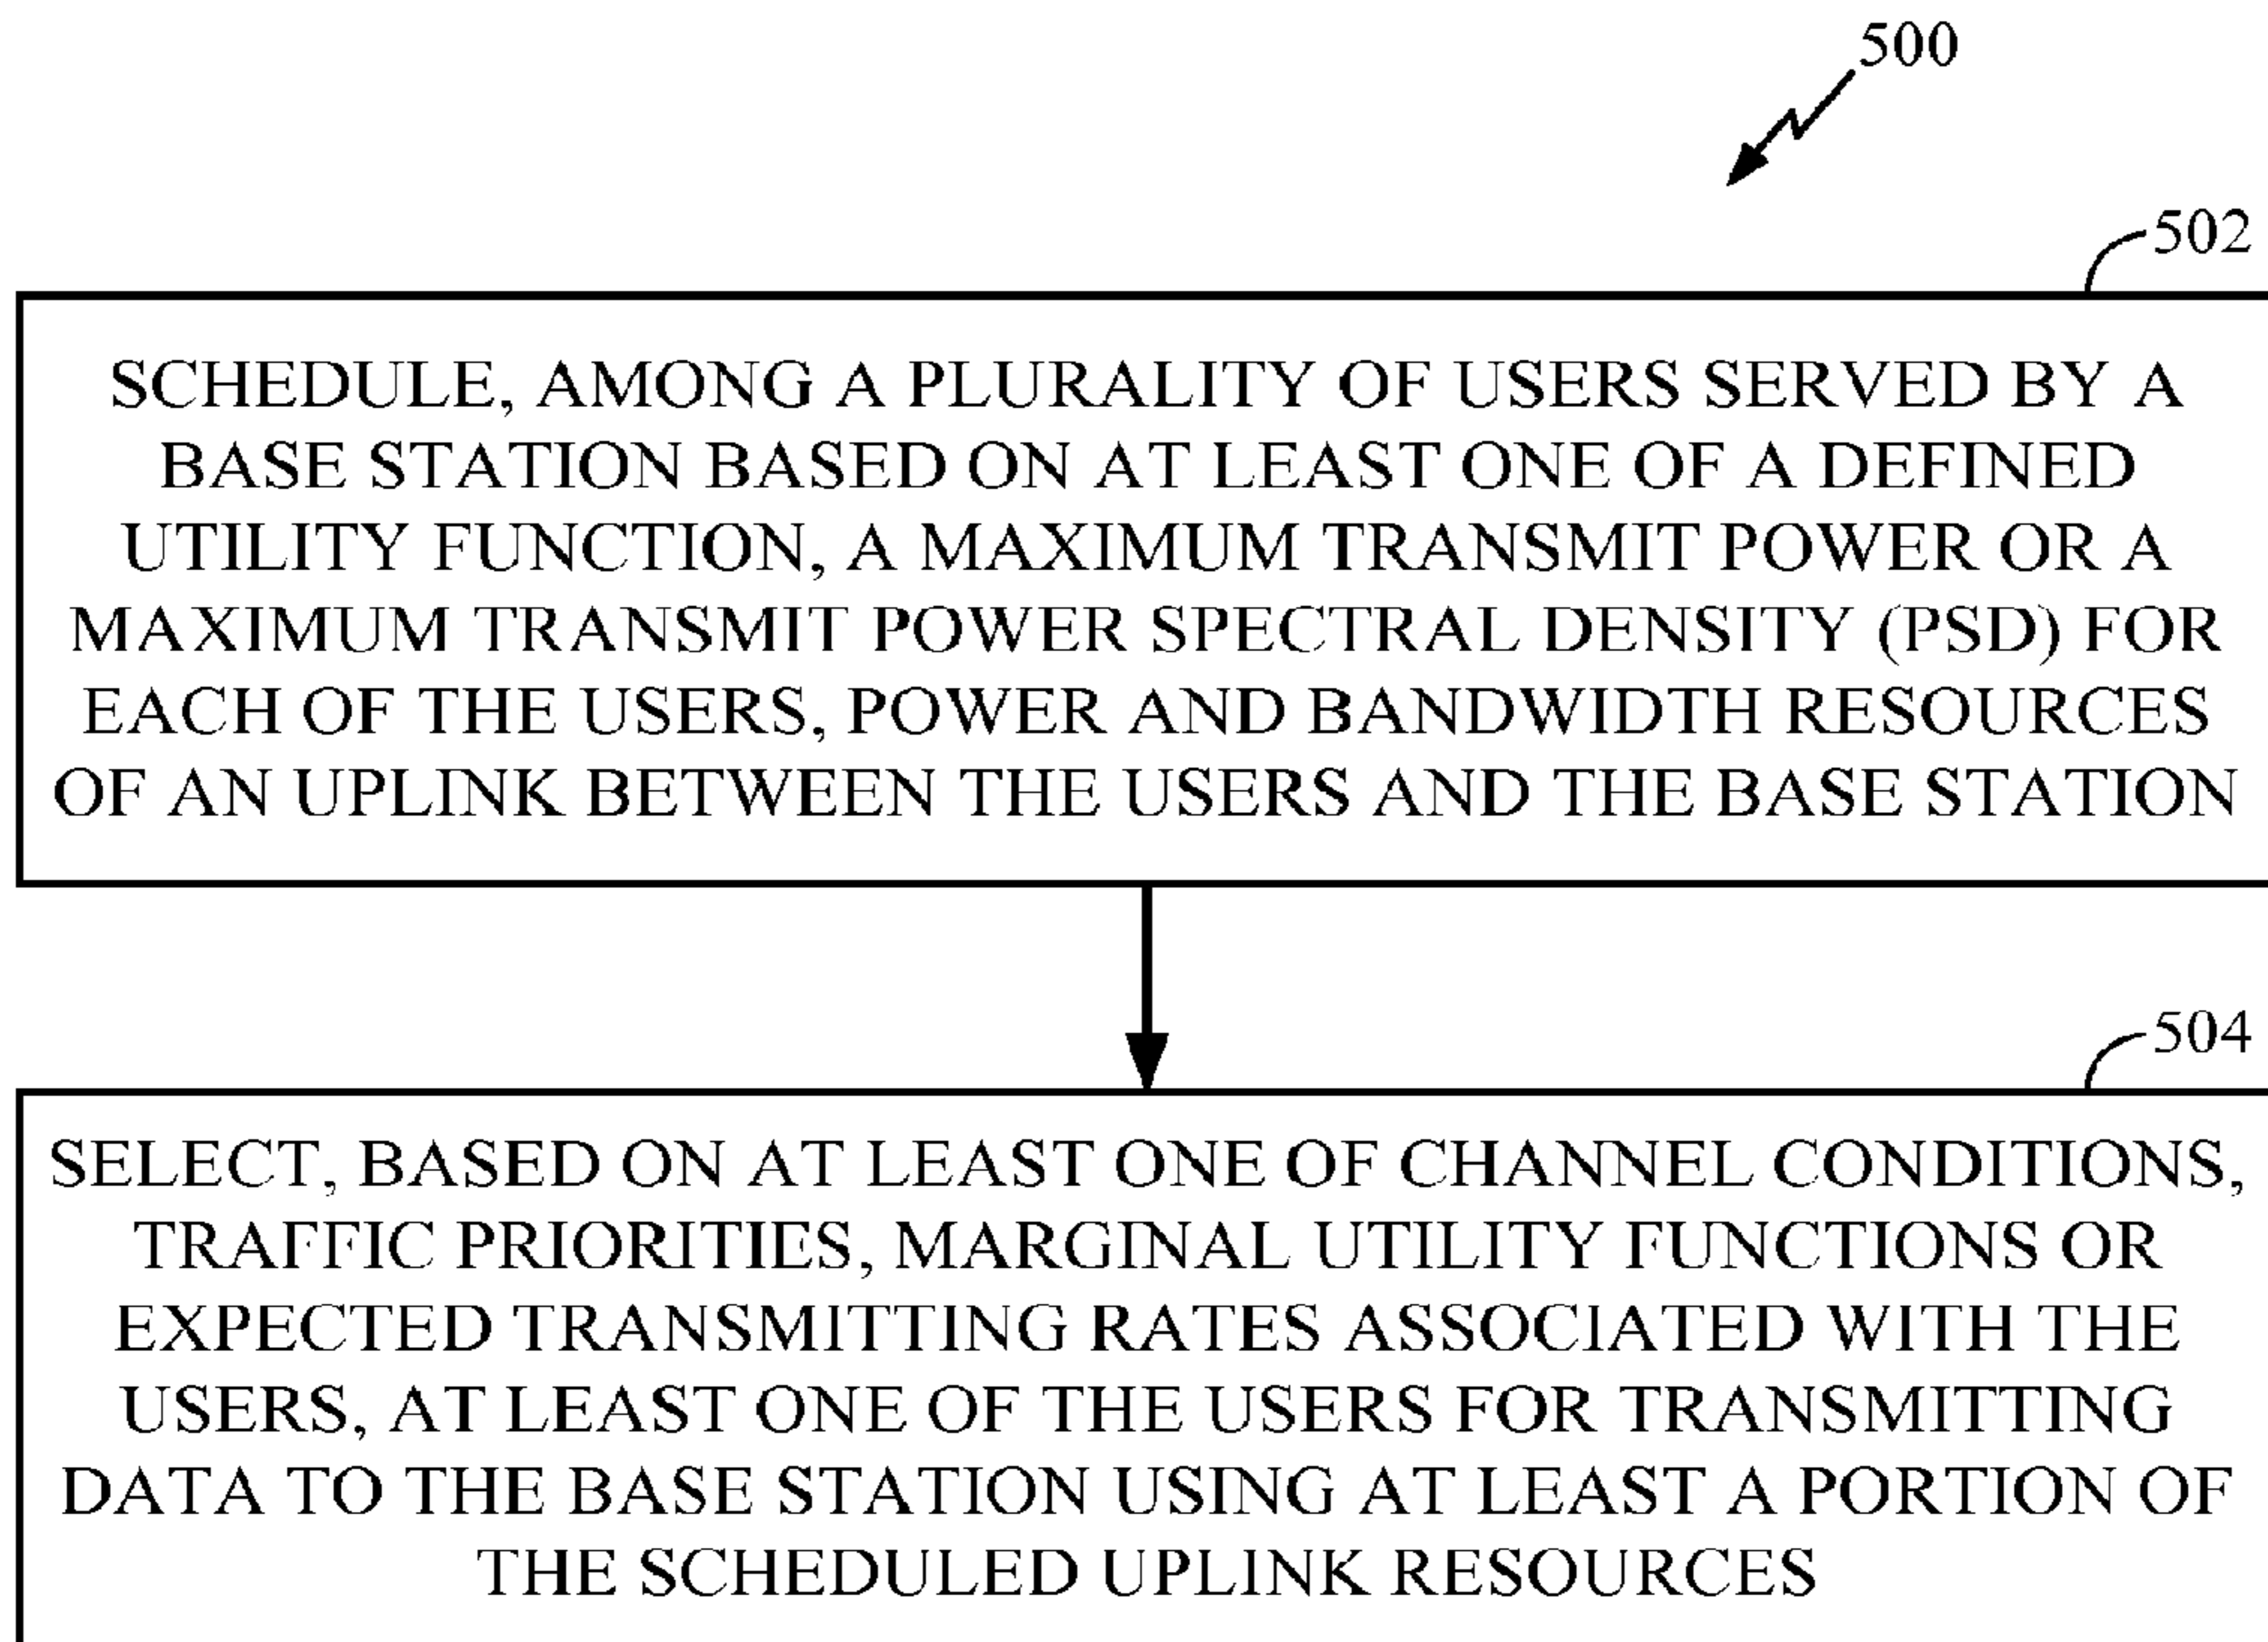 500
502
SCHEDULE, AMONG A PLURALITY OF USERS SERVED BY A
BASE STATION BASED ON AT LEAST ONE OF A DEFINED
UTILITY FUNCTION, A MAXIMUM TRANSMIT POWER OR A
MAXIMUM TRANSMIT POWER SPECTRAL DENSITY (PSD) FOR
EACH OF THE USERS, POWER AND BANDWIDTH RESOURCES
OF AN UPLINK BETWEEN THE USERS AND THE BASE STATION
504
SELECT, BASED ON AT LEAST ONE OF CHANNEL CONDITIONS,
TRAFFIC PRIORITIES, MARGINAL UTILITY FUNCTIONS OR
EXPECTED TRANSMITTING RATES ASSOCIATED WITH THE
USERS, AT LEAST ONE OF THE USERS FOR TRANSMITTING
DATA TO THE BASE STATION USING AT LEAST A PORTION OF
THE SCHEDULED UPLINK RESOURCES